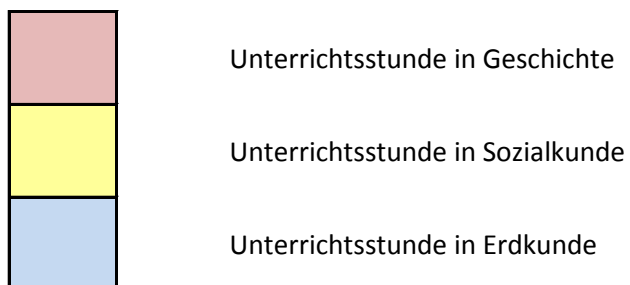 Unterrichtsstunde in Geschichte
Unterrichtsstunde in Sozialkunde
Unterrichtsstunde in Erdkunde